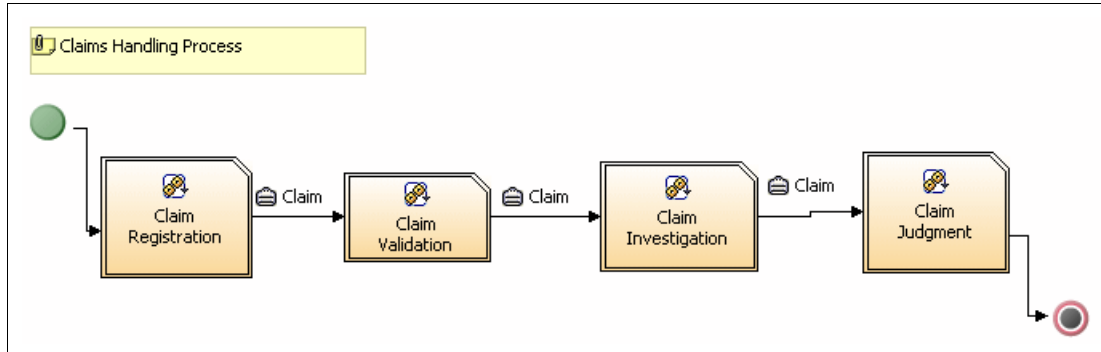 Claims Handling Process
Claim
Registration
Claim
Claim
Validation
Claim
Claim
Investigation
Claim
Claim
Judgment